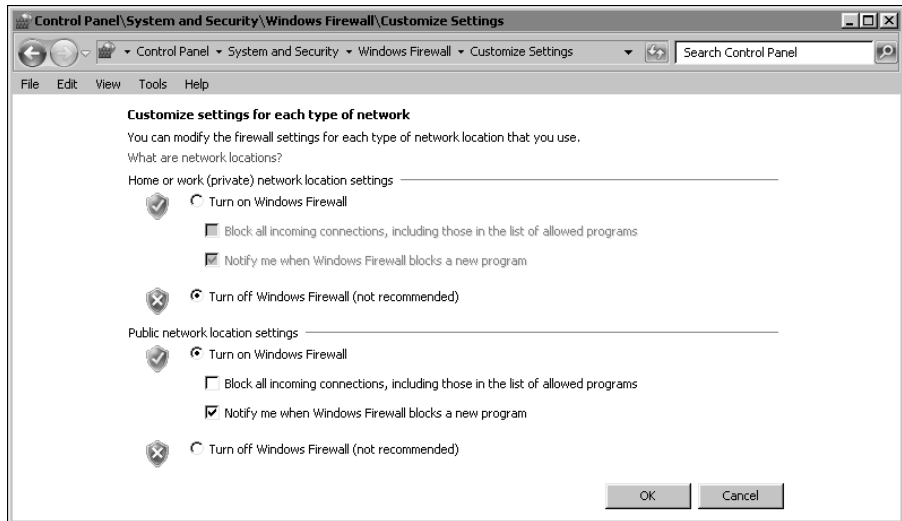 Control Panel\System and Security\Windows Firewall\Customize Settings
Control Panel System and Security Windows Firewall Customize Settings Search Control Panel
File Edit View Tools Help
Customize settings for each type of network
You can modify the firewall settings for each type of network location that you use.
What are network locations?
Home or work (private) network location settings
Turn on Windows Firewall
Block all incoming connections, including those in the list of allowed programs
Notify me when Windows Firewall blocks a new program
Turn off Windows Firewall (not recommended)
Public network location settings
Turn on Windows Firewall
Block all incoming connections, including those in the list of allowed programs
Notify me when Windows Firewall blocks a new program
Turn off Windows Firewall (not recommended)
OK Cancel